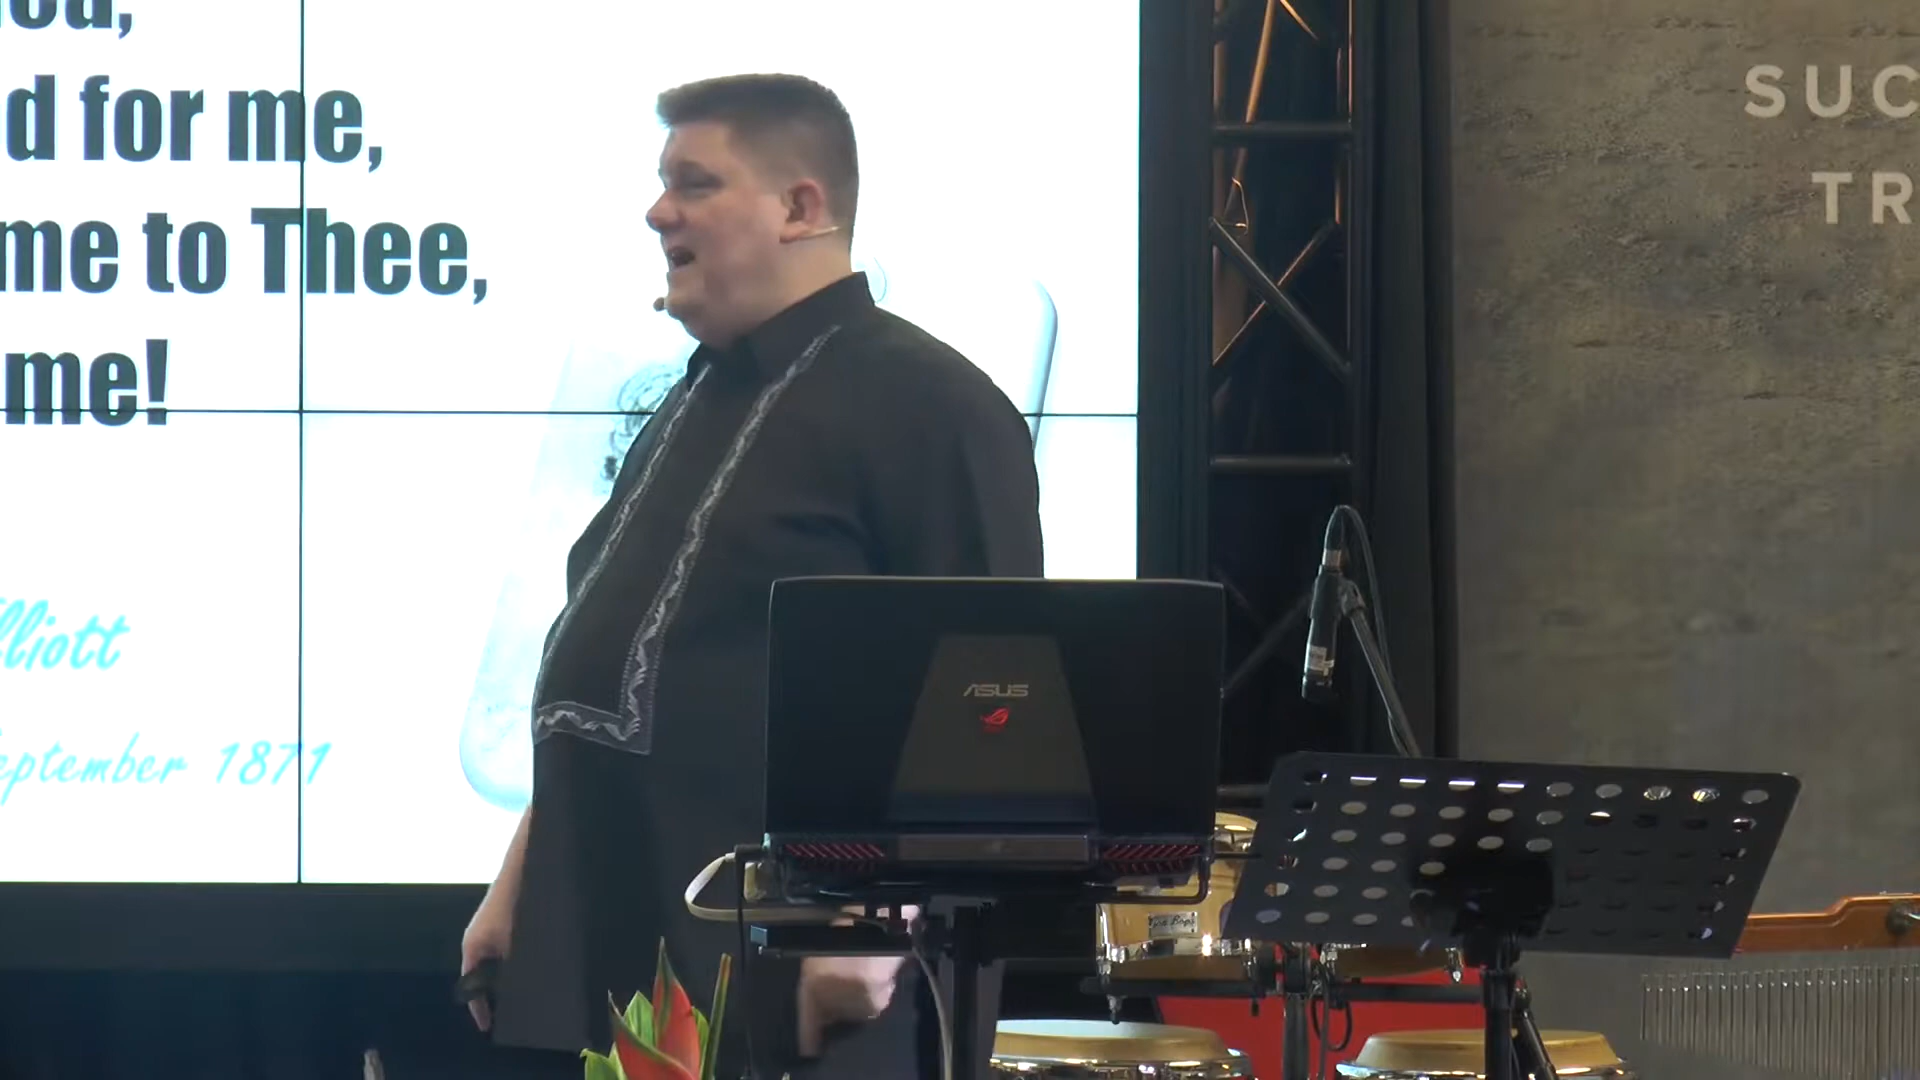 d for me,
me to Thee,
me!
lliott
eptember 1871
SUC
TR
ASUS